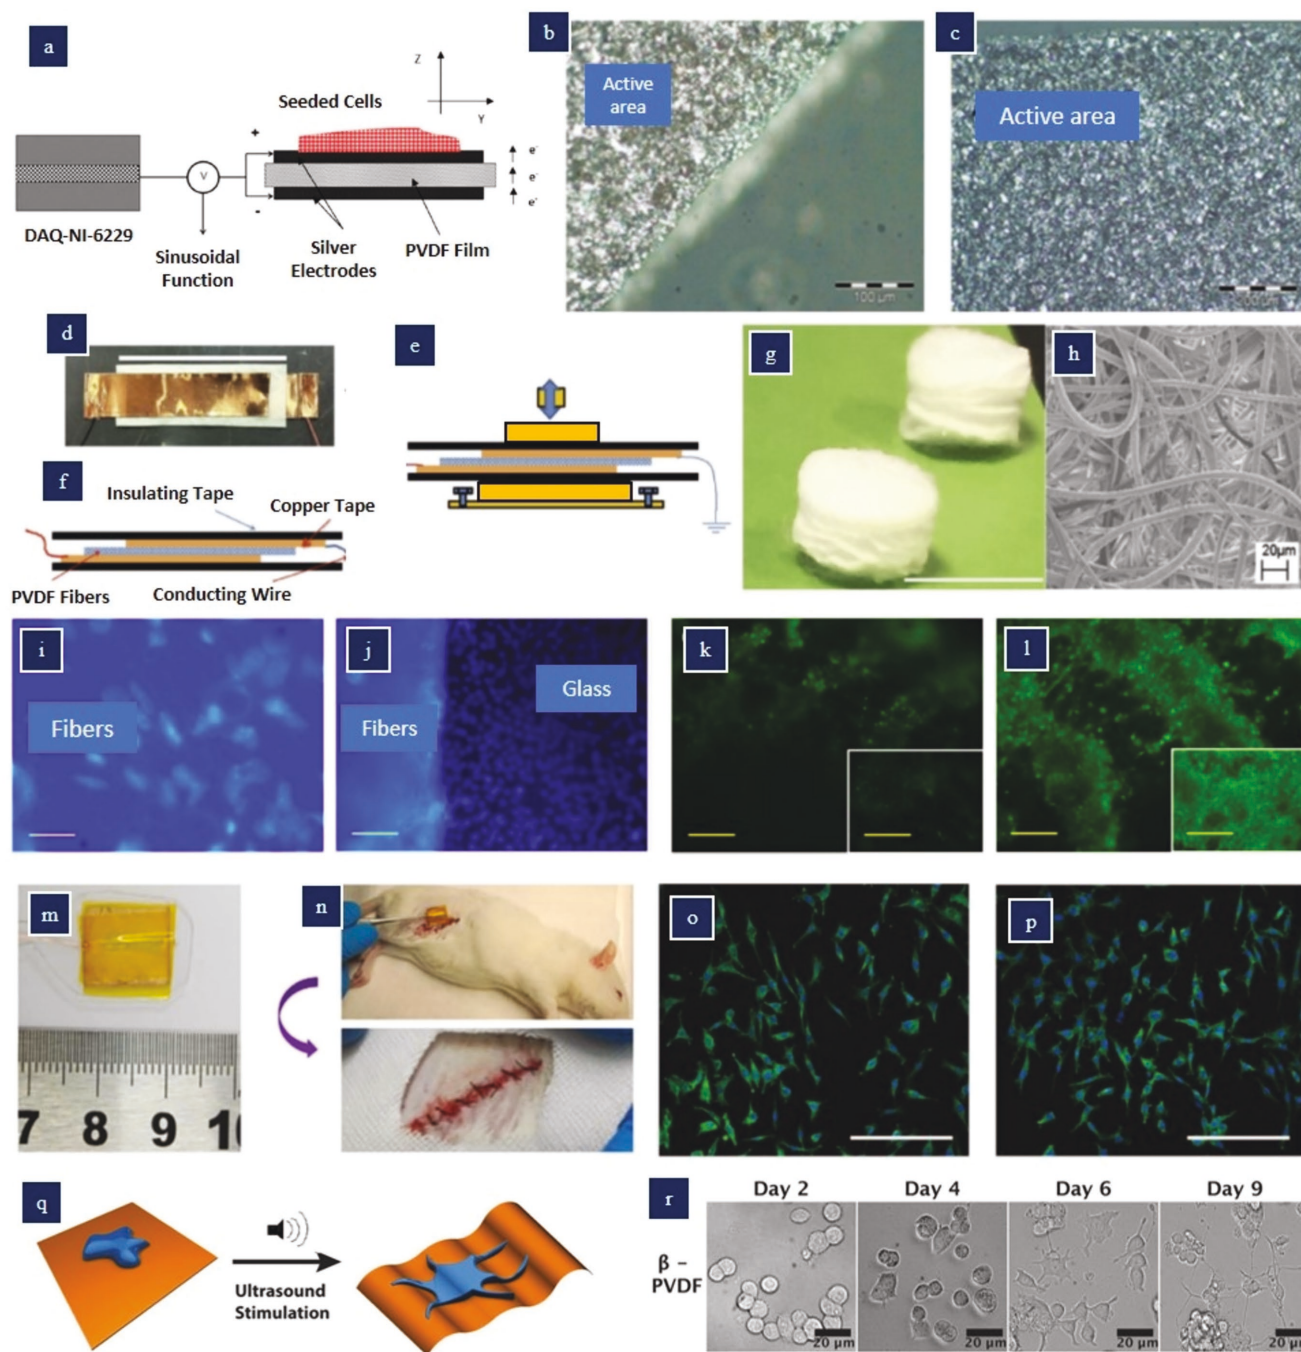 a
Z
Seeded Cells
Y
+
V
e-
e-
e-
-
DAQ-NI-6229
Sinusoidal
Function
Silver
Electrodes
PVDF Film
b
Active
area
100 µm
c
Active area
d
e
f
Insulating Tape
Copper Tape
PVDF Fibers
Conducting Wire
g
h
20µm
i
Fibers
j
Glass
Fibers
k
l
m
7 8 9
n
o
p
q
Ultrasound
Stimulation
r
Day 2 Day 4 Day 6 Day 9
β –
PVDF
20 µm 20 µm 20 µm 20 µm